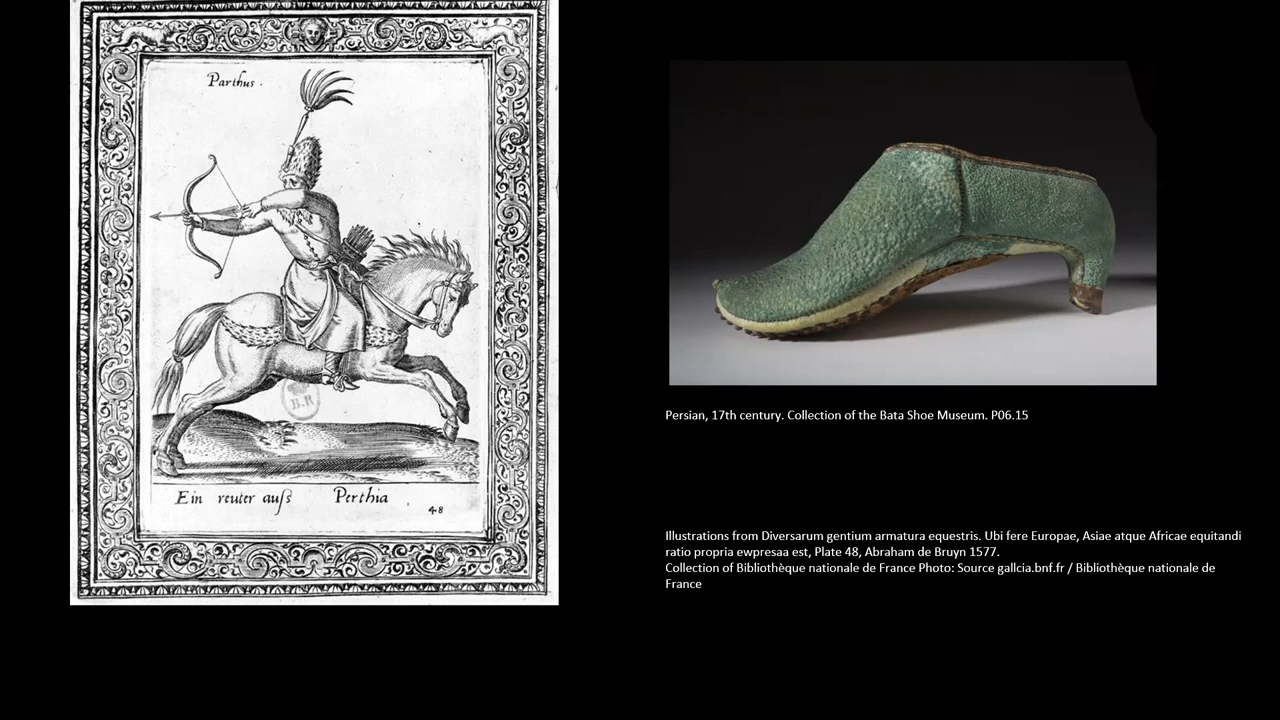 Parthus.
B.R
Ein reuter auſs Perthia
48
Persian, 17th century. Collection of the Bata Shoe Museum. P06.15
Illustrations from Diversarum gentium armatura equestris. Ubi fere Europae, Asiae atque Africae equitandi
ratio propria ewpresaa est, Plate 48, Abraham de Bruyn 1577.
Collection of Bibliothèque nationale de France Photo: Source gallcia.bnf.fr / Bibliothèque nationale de
France